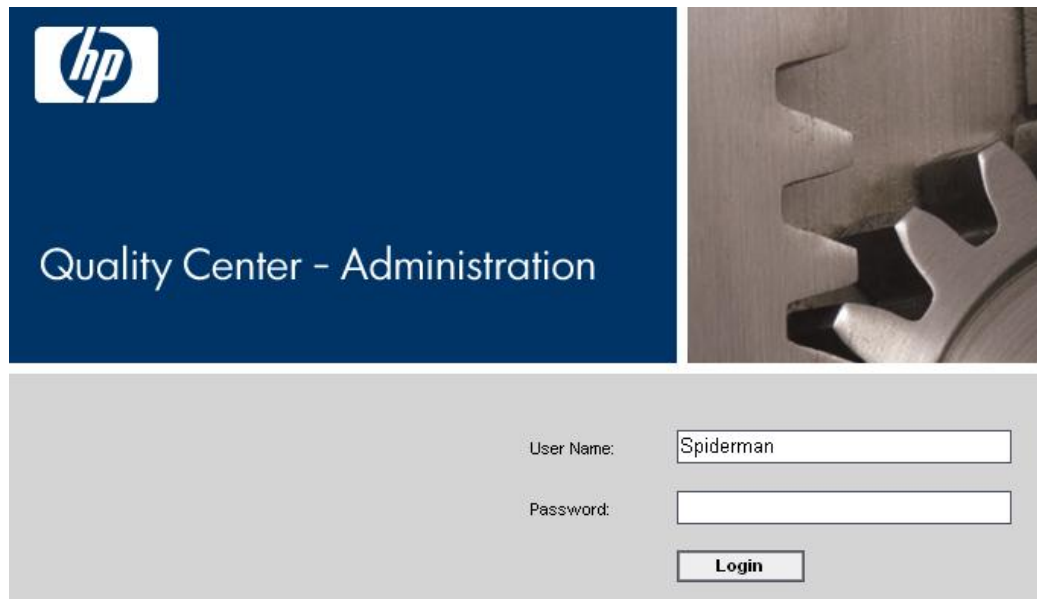 hp
Quality Center – Administration
User Name: Spiderman
Password:
Login